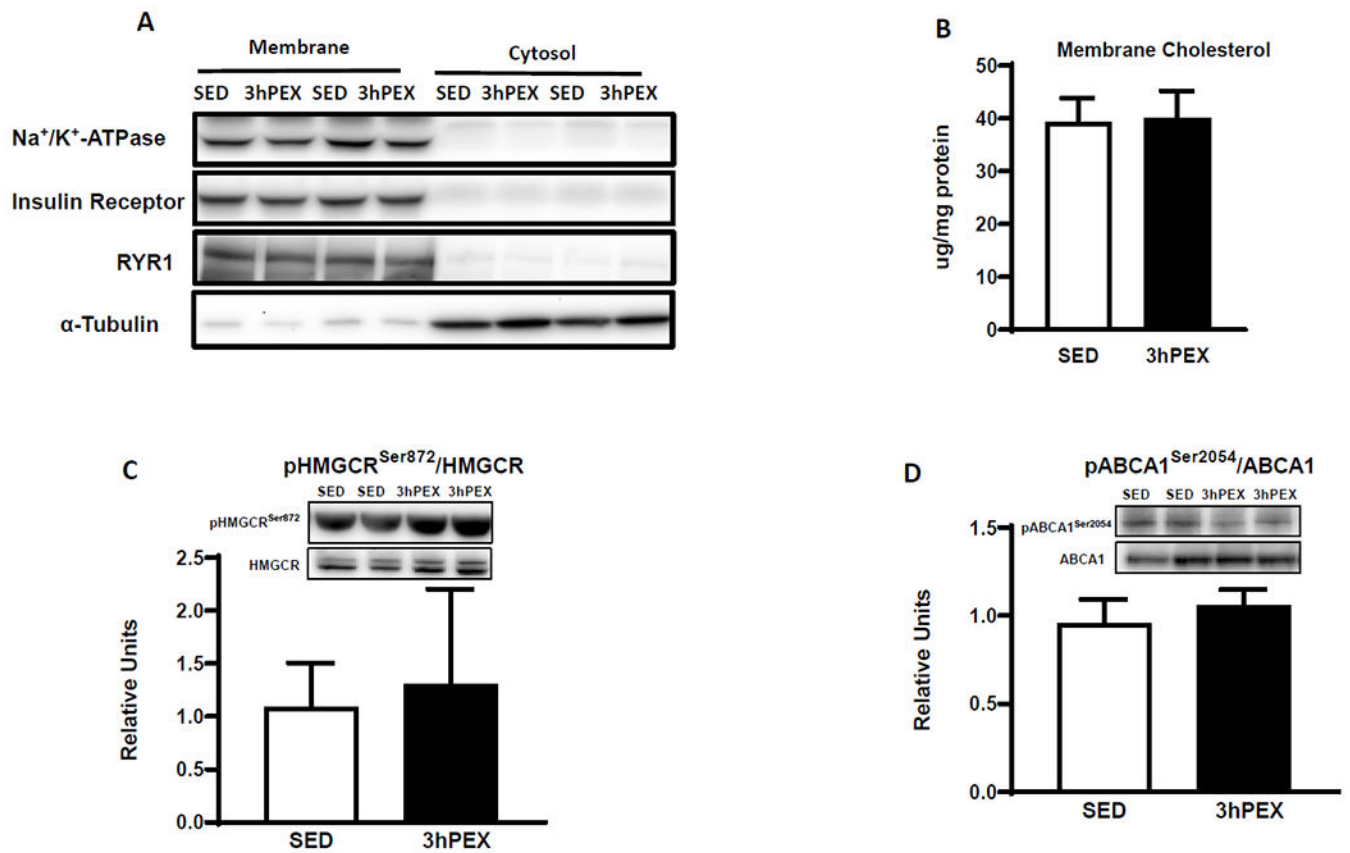 A
Membrane
Cytosol
SED 3hPEX SED 3hPEX SED 3hPEX SED 3hPEX
Na⁺/K⁺-ATPase
Insulin Receptor
RYR1
α-Tubulin
B
Membrane Cholesterol
ug/mg protein
50
40
30
20
10
0
SED 3hPEX
C
pHMGCR^Ser872/HMGCR
SED SED 3hPEX 3hPEX
pHMGCR^Ser872
HMGCR
Relative Units
2.5
2.0
1.5
1.0
0.5
0.0
SED 3hPEX
D
pABCA1^Ser2054/ABCA1
SED SED 3hPEX 3hPEX
pABCA1^Ser2054
ABCA1
Relative Units
1.5
1.0
0.5
0.0
SED 3hPEX